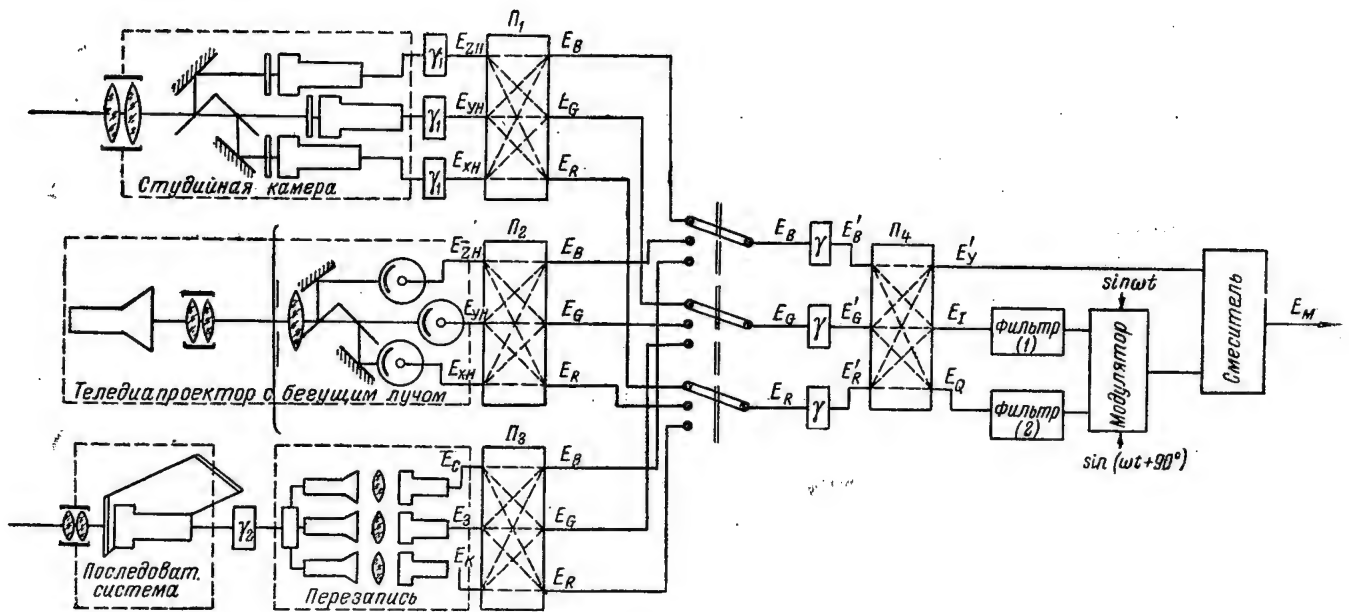 П₁
γ₁ E_ZH E_B
γ₁ E_YH E_G
γ₁ E_XH E_R
Студийная камера
П₂
E_ZH E_B
E_YH E_G
E_XH E_R
Теледиапроектор с бегущим лучом
П₃
E_C E_B
γ₂ E_З E_G
E_K E_R
Последоват.
система
Перезапись
E_B γ E'_B П₄ E'_Y
E_G γ E'_G E_I
E_R γ E'_R E_Q
Фильтр
(1)
Фильтр
(2)
sinωt
Модулятор
sin (ωt+90°)
Смеситель
E_M